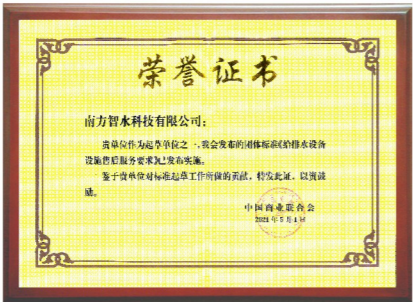 荣誉证书
南方智水科技有限公司：
贵单位作为起草单位之一，我会发布的团体标准《给排水设备
设施售后服务要求》已发布实施。
鉴于贵单位对标准起草工作所做的贡献，特发此证，以资鼓
励。
中国商业联合会
2021年5月1日